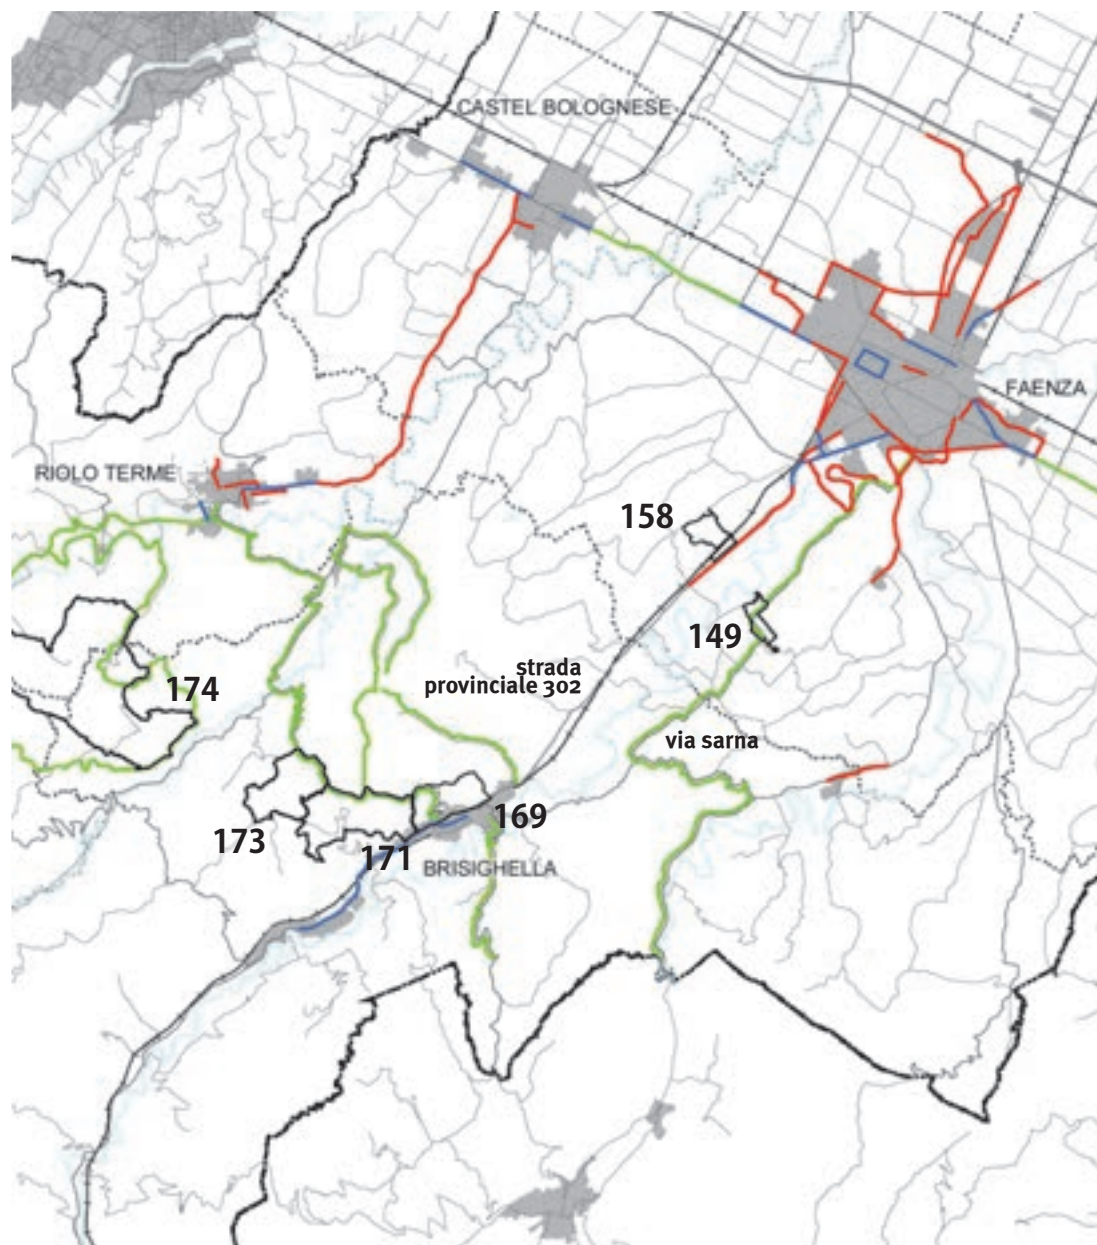 CASTEL BOLOGNESE
FAENZA
RIOLO TERME
158
149
174
strada
provinciale 302
via sarna
173
169
171
BRISIGHELLA